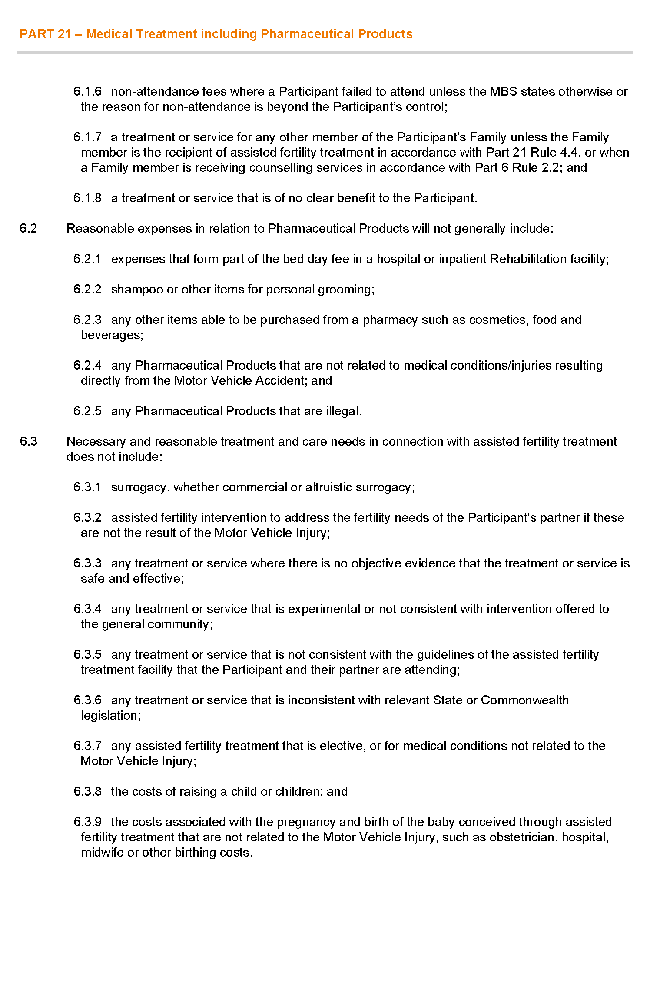 PART 21 – Medical Treatment including Pharmaceutical Products
6.1.6 non-attendance fees where a Participant failed to attend unless the MBS states otherwise or
the reason for non-attendance is beyond the Participant’s control;
6.1.7 a treatment or service for any other member of the Participant’s Family unless the Family
member is the recipient of assisted fertility treatment in accordance with Part 21 Rule 4.4, or when
a Family member is receiving counselling services in accordance with Part 6 Rule 2.2; and
6.1.8 a treatment or service that is of no clear benefit to the Participant.
6.2 Reasonable expenses in relation to Pharmaceutical Products will not generally include:
6.2.1 expenses that form part of the bed day fee in a hospital or inpatient Rehabilitation facility;
6.2.2 shampoo or other items for personal grooming;
6.2.3 any other items able to be purchased from a pharmacy such as cosmetics, food and
beverages;
6.2.4 any Pharmaceutical Products that are not related to medical conditions/injuries resulting
directly from the Motor Vehicle Accident; and
6.2.5 any Pharmaceutical Products that are illegal.
6.3 Necessary and reasonable treatment and care needs in connection with assisted fertility treatment
does not include:
6.3.1 surrogacy, whether commercial or altruistic surrogacy;
6.3.2 assisted fertility intervention to address the fertility needs of the Participant's partner if these
are not the result of the Motor Vehicle Injury;
6.3.3 any treatment or service where there is no objective evidence that the treatment or service is
safe and effective;
6.3.4 any treatment or service that is experimental or not consistent with intervention offered to
the general community;
6.3.5 any treatment or service that is not consistent with the guidelines of the assisted fertility
treatment facility that the Participant and their partner are attending;
6.3.6 any treatment or service that is inconsistent with relevant State or Commonwealth
legislation;
6.3.7 any assisted fertility treatment that is elective, or for medical conditions not related to the
Motor Vehicle Injury;
6.3.8 the costs of raising a child or children; and
6.3.9 the costs associated with the pregnancy and birth of the baby conceived through assisted
fertility treatment that are not related to the Motor Vehicle Injury, such as obstetrician, hospital,
midwife or other birthing costs.